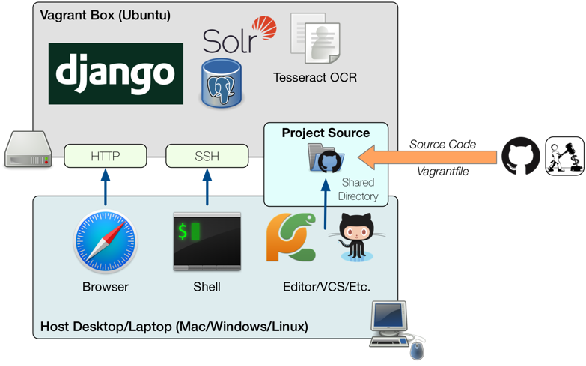 Vagrant Box (Ubuntu)
django
Solr
Tesseract OCR
Project Source
Source Code
HTTP
SSH
Shared
Directory
Vagrantfile
$
PC
Browser
Shell
Editor/VCS/Etc.
Host Desktop/Laptop (Mac/Windows/Linux)